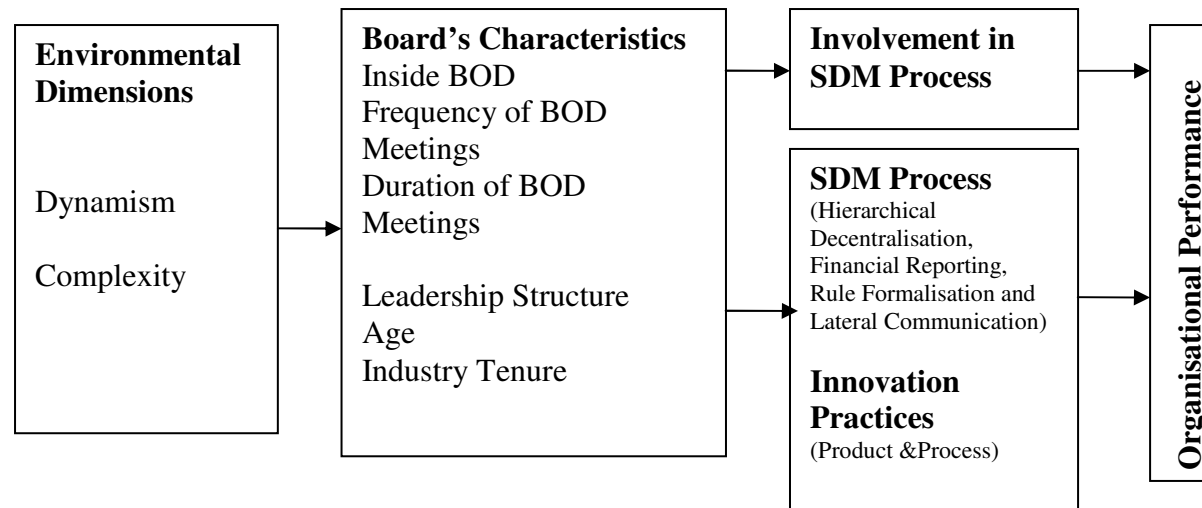 Environmental
Dimensions
Dynamism
Complexity
Board's Characteristics
Inside BOD
Frequency of BOD
Meetings
Duration of BOD
Meetings
Leadership Structure
Age
Industry Tenure
Involvement in
SDM Process
SDM Process
(Hierarchical
Decentralisation,
Financial Reporting,
Rule Formalisation and
Lateral Communication)
Innovation
Practices
(Product &Process)
Organisational Performance